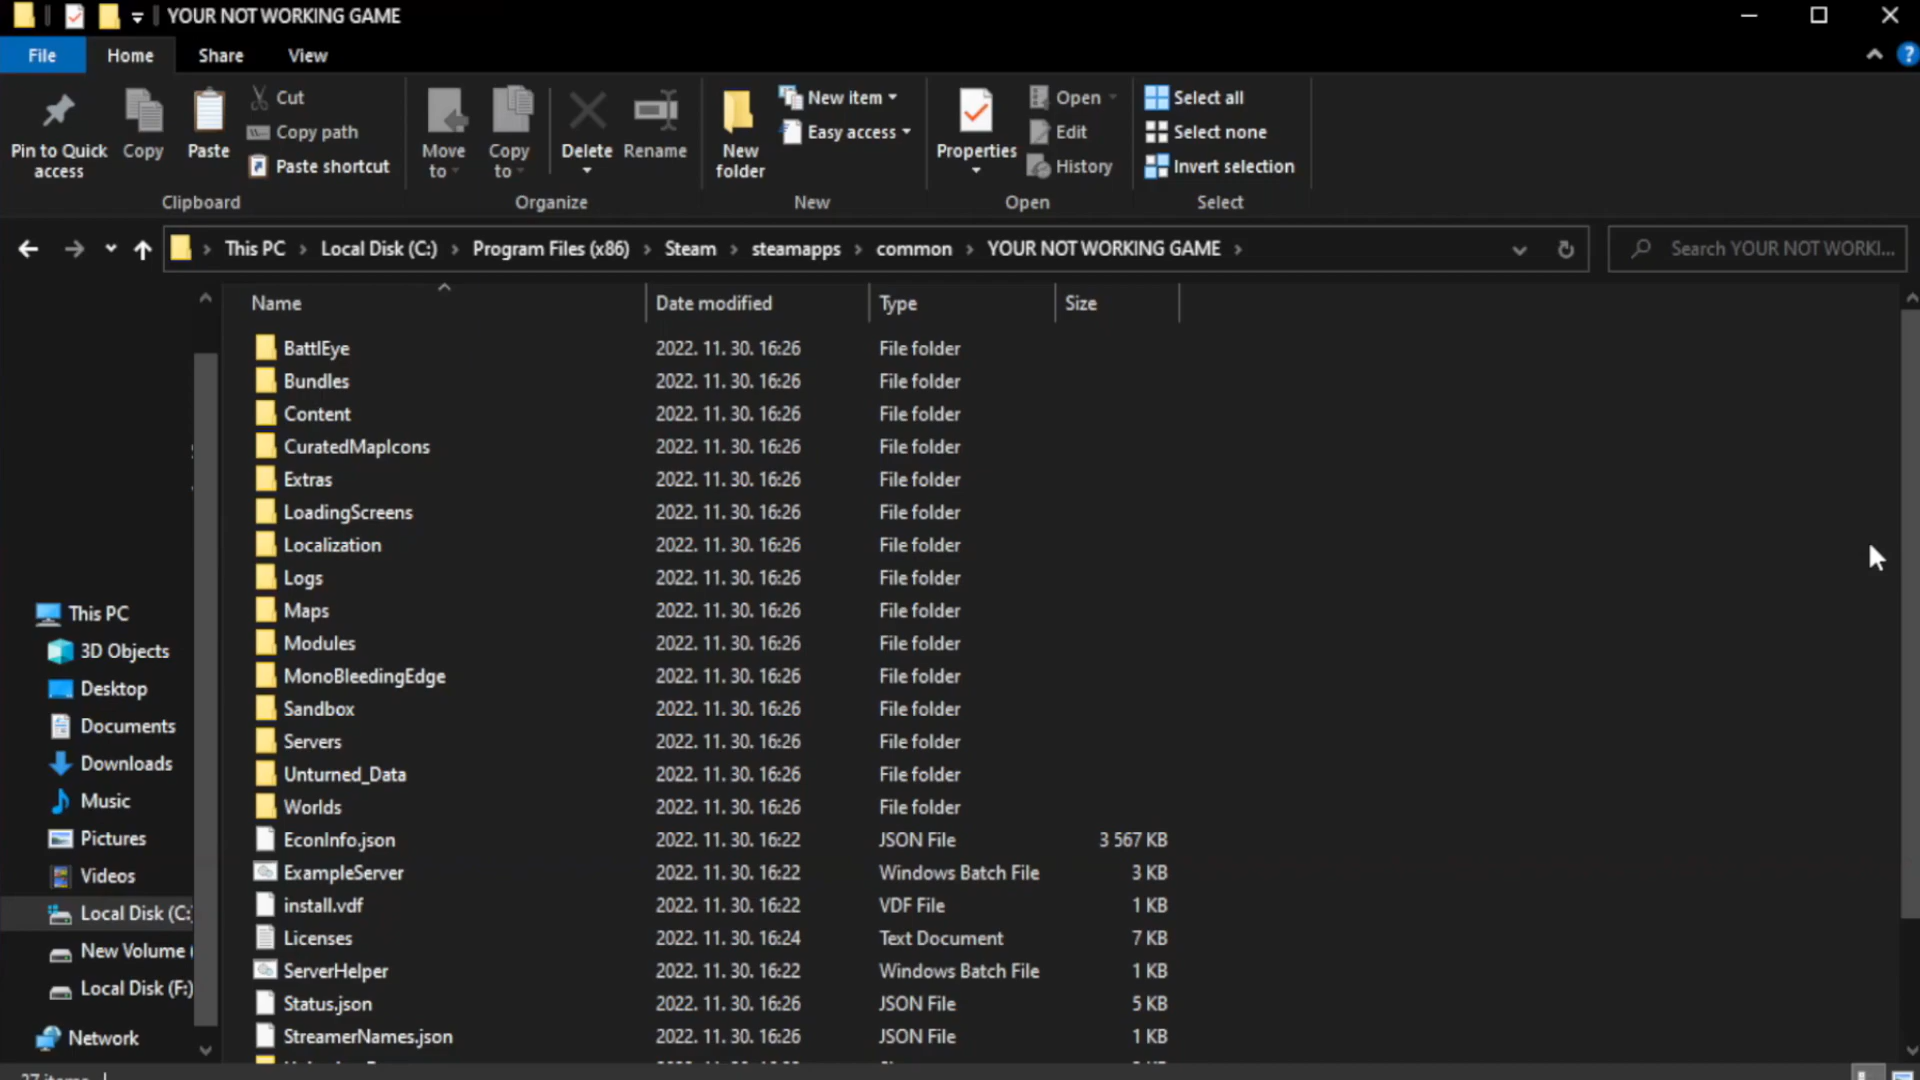 YOUR NOT WORKING GAME
File Home Share View
Pin to Quick access
Copy
Paste
Cut
Copy path
Paste shortcut
Clipboard
Move to
Copy to
Delete
Rename
Organize
New folder
New item
Easy access
New
Properties
Open
Edit
History
Open
Select all
Select none
Invert selection
Select
This PC > Local Disk (C:) > Program Files (x86) > Steam > steamapps > common > YOUR NOT WORKING GAME >
Search YOUR NOT WORKI...
This PC
3D Objects
Desktop
Documents
Downloads
Music
Pictures
Videos
Local Disk (C:
New Volume (
Local Disk (F:)
Network
Name Date modified Type Size
BattlEye 2022. 11. 30. 16:26 File folder
Bundles 2022. 11. 30. 16:26 File folder
Content 2022. 11. 30. 16:26 File folder
CuratedMapIcons 2022. 11. 30. 16:26 File folder
Extras 2022. 11. 30. 16:26 File folder
LoadingScreens 2022. 11. 30. 16:26 File folder
Localization 2022. 11. 30. 16:26 File folder
Logs 2022. 11. 30. 16:26 File folder
Maps 2022. 11. 30. 16:26 File folder
Modules 2022. 11. 30. 16:26 File folder
MonoBleedingEdge 2022. 11. 30. 16:26 File folder
Sandbox 2022. 11. 30. 16:26 File folder
Servers 2022. 11. 30. 16:26 File folder
Unturned_Data 2022. 11. 30. 16:26 File folder
Worlds 2022. 11. 30. 16:26 File folder
EconInfo.json 2022. 11. 30. 16:22 JSON File 3 567 KB
ExampleServer 2022. 11. 30. 16:22 Windows Batch File 3 KB
install.vdf 2022. 11. 30. 16:22 VDF File 1 KB
Licenses 2022. 11. 30. 16:24 Text Document 7 KB
ServerHelper 2022. 11. 30. 16:22 Windows Batch File 1 KB
Status.json 2022. 11. 30. 16:26 JSON File 5 KB
StreamerNames.json 2022. 11. 30. 16:26 JSON File 1 KB